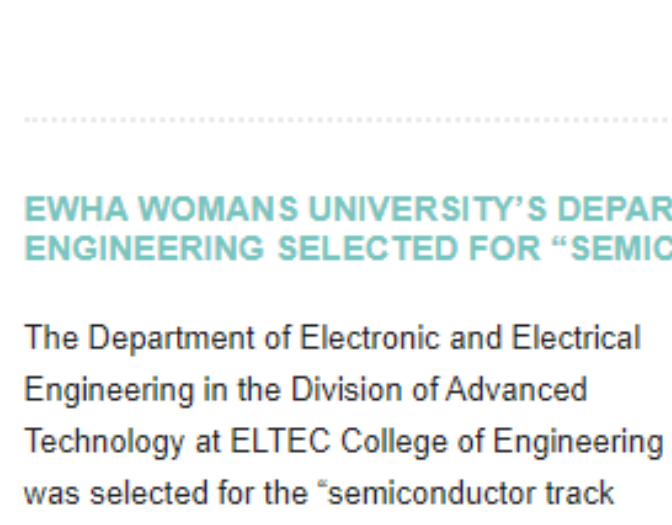 EWHA WOMANS UNIVERSITY’S DEPAR
ENGINEERING SELECTED FOR “SEMIC
The Department of Electronic and Electrical
Engineering in the Division of Advanced
Technology at ELTEC College of Engineering
was selected for the “semiconductor track